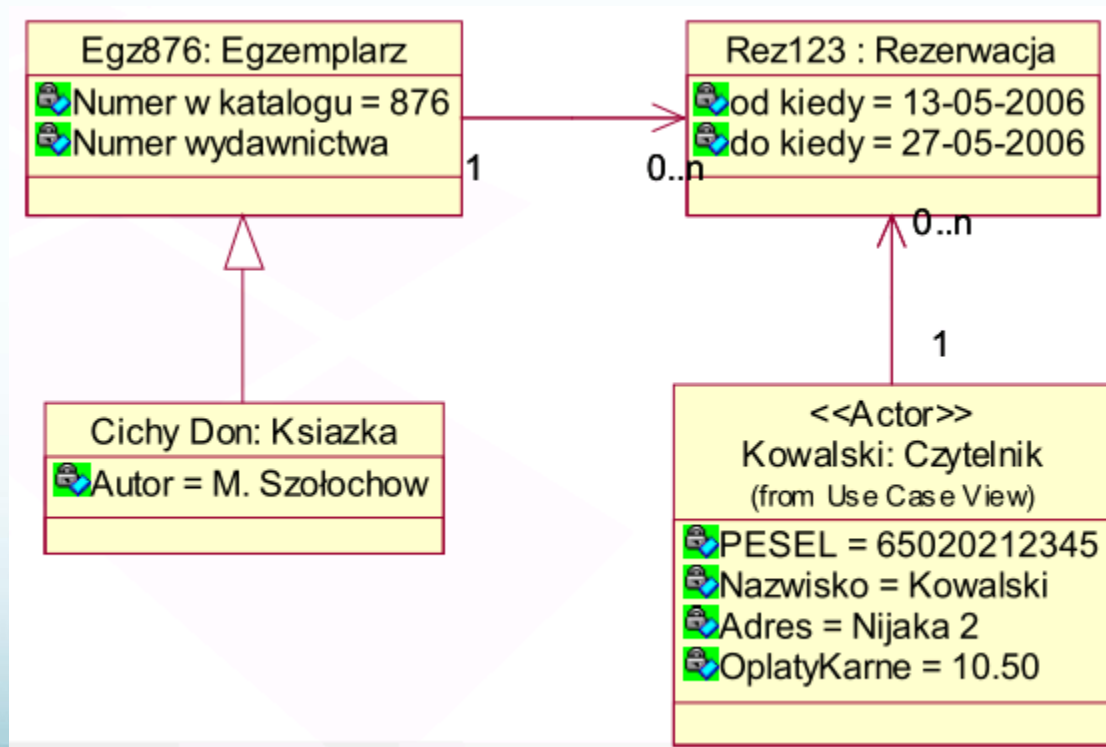 Egz876: Egzemplarz
Numer w katalogu = 876
Numer wydawnictwa
1
0..n
Rez123 : Rezerwacja
od kiedy = 13-05-2006
do kiedy = 27-05-2006
0..n
1
Cichy Don: Ksiazka
Autor = M. Szołochow
<<Actor>>
Kowalski: Czytelnik
(from Use Case View)
PESEL = 65020212345
Nazwisko = Kowalski
Adres = Nijaka 2
OplatyKarne = 10.50